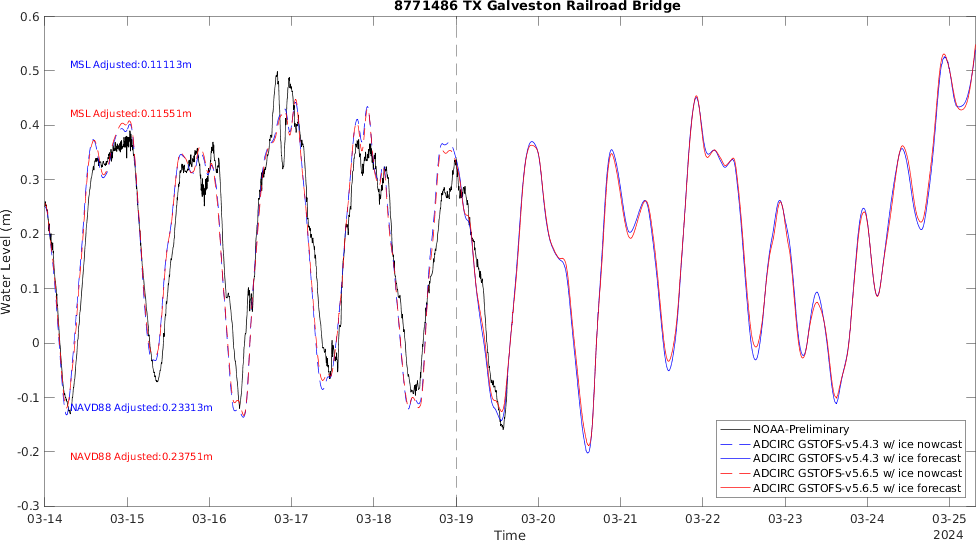 8771486 TX Galveston Railroad Bridge
0.6
0.5
0.4
0.3
0.2
0.1
0
-0.1
-0.2
-0.3
Water Level (m)
MSL Adjusted:0.11113m
MSL Adjusted:0.11551m
NAVD88 Adjusted:0.23313m
NAVD88 Adjusted:0.23751m
NOAA-Preliminary
ADCIRC GSTOFS-v5.4.3 w/ ice nowcast
ADCIRC GSTOFS-v5.4.3 w/ ice forecast
ADCIRC GSTOFS-v5.6.5 w/ ice nowcast
ADCIRC GSTOFS-v5.6.5 w/ ice forecast
03-14 03-15 03-16 03-17 03-18 03-19 03-20 03-21 03-22 03-23 03-24 03-25
Time
2024